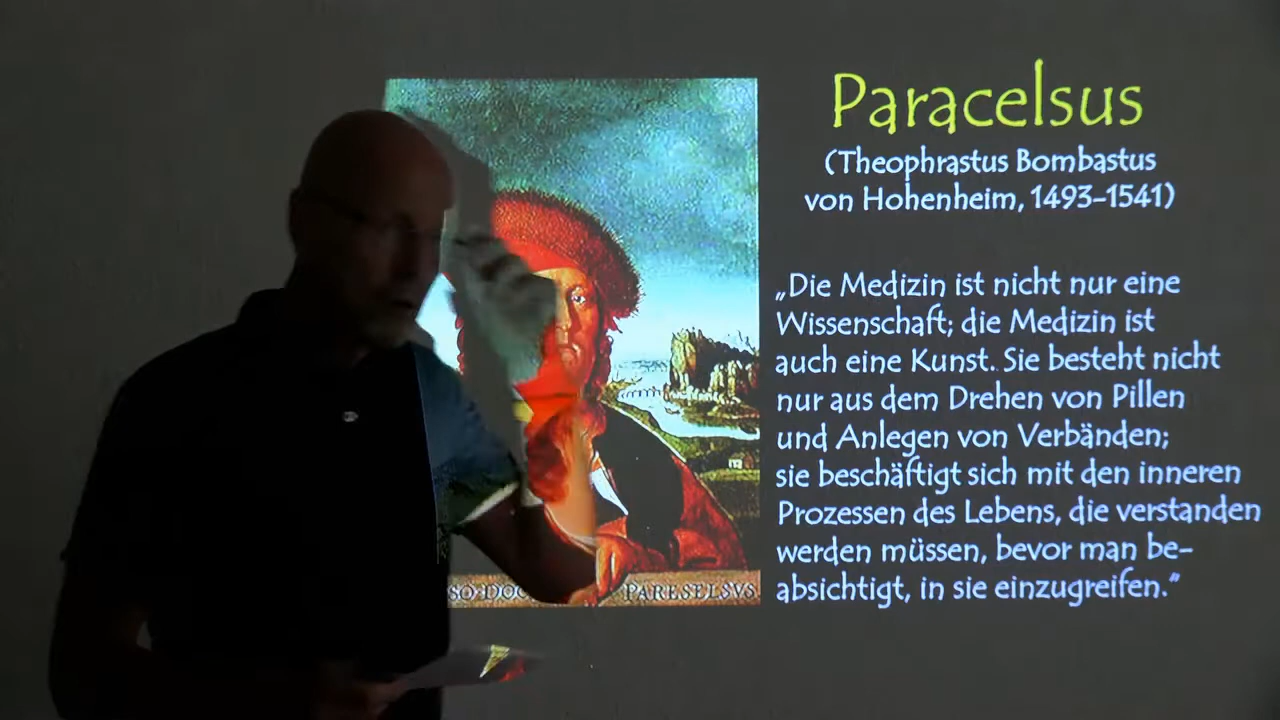 Paracelsus
(Theophrastus Bombastus
von Hohenheim, 1493-1541)
„Die Medizin ist nicht nur eine
Wissenschaft; die Medizin ist
auch eine Kunst. Sie besteht nicht
nur aus dem Drehen von Pillen
und Anlegen von Verbänden;
sie beschäftigt sich mit den inneren
Prozessen des Lebens, die verstanden
werden müssen, bevor man be-
absichtigt, in sie einzugreifen."
SO·DOC PARESELSVS